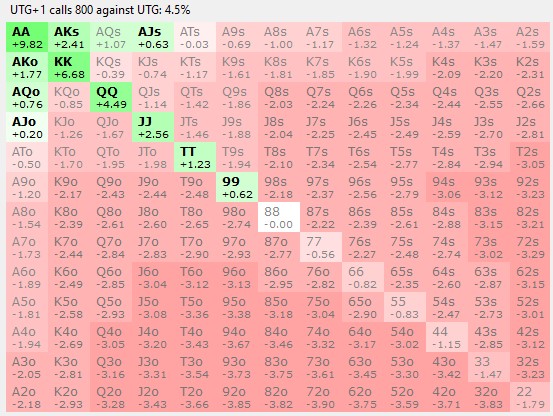 UTG+1 calls 800 against UTG: 4.5%
AA AKs AQs AJs ATs A9s A8s A7s A6s A5s A4s A3s A2s
+9.82 +2.41 +1.07 +0.63 -0.03 -0.69 -1.00 -1.17 -1.32 -1.24 -1.37 -1.47 -1.59
AKo KK KQs KJs KTs K9s K8s K7s K6s K5s K4s K3s K2s
+1.77 +6.68 -0.39 -0.74 -1.17 -1.61 -1.81 -1.85 -1.90 -1.99 -2.09 -2.20 -2.31
AQo KQo QQ QJs QTs Q9s Q8s Q7s Q6s Q5s Q4s Q3s Q2s
+0.76 -0.85 +4.49 -1.14 -1.42 -1.86 -2.03 -2.24 -2.26 -2.34 -2.44 -2.55 -2.66
AJo KJo QJo JJ JTs J9s J8s J7s J6s J5s J4s J3s J2s
+0.20 -1.26 -1.67 +2.56 -1.46 -1.88 -2.04 -2.25 -2.45 -2.49 -2.59 -2.70 -2.81
ATo KTo QTo JTo TT T9s T8s T7s T6s T5s T4s T3s T2s
-0.50 -1.70 -1.95 -1.98 +1.23 -1.94 -2.10 -2.34 -2.54 -2.77 -2.84 -2.94 -3.05
A9o K9o Q9o J9o T9o 99 98s 97s 96s 95s 94s 93s 92s
-1.20 -2.17 -2.43 -2.44 -2.48 +0.62 -2.18 -2.37 -2.56 -2.79 -3.06 -3.12 -3.23
A8o K8o Q8o J8o T8o 98o 88 87s 86s 85s 84s 83s 82s
-1.54 -2.39 -2.61 -2.60 -2.65 -2.74 -0.00 -2.22 -2.39 -2.61 -2.88 -3.15 -3.21
A7o K7o Q7o J7o T7o 97o 87o 77 76s 75s 74s 73s 72s
-1.73 -2.44 -2.84 -2.83 -2.90 -2.93 -2.77 -0.56 -2.27 -2.48 -2.74 -3.02 -3.29
A6o K6o Q6o J6o T6o 96o 86o 76o 66 65s 64s 63s 62s
-1.89 -2.49 -2.85 -3.04 -3.12 -3.13 -2.95 -2.82 -0.82 -2.35 -2.60 -2.87 -3.15
A5o K5o Q5o J5o T5o 95o 85o 75o 65o 55 54s 53s 52s
-1.81 -2.58 -2.93 -3.08 -3.36 -3.38 -3.18 -3.04 -2.90 -0.83 -2.47 -2.73 -3.01
A4o K4o Q4o J4o T4o 94o 84o 74o 64o 54o 44 43s 42s
-1.94 -2.69 -3.05 -3.20 -3.43 -3.67 -3.46 -3.32 -3.17 -3.02 -1.15 -2.85 -3.12
A3o K3o Q3o J3o T3o 93o 83o 73o 63o 53o 43o 33 32s
-2.05 -2.81 -3.16 -3.31 -3.54 -3.73 -3.75 -3.61 -3.45 -3.30 -3.42 -1.47 -3.23
A2o K2o Q2o J2o T2o 92o 82o 72o 62o 52o 42o 32o 22
-2.18 -2.93 -3.28 -3.43 -3.66 -3.85 -3.82 -3.90 -3.75 -3.59 -3.71 -3.83 -1.79